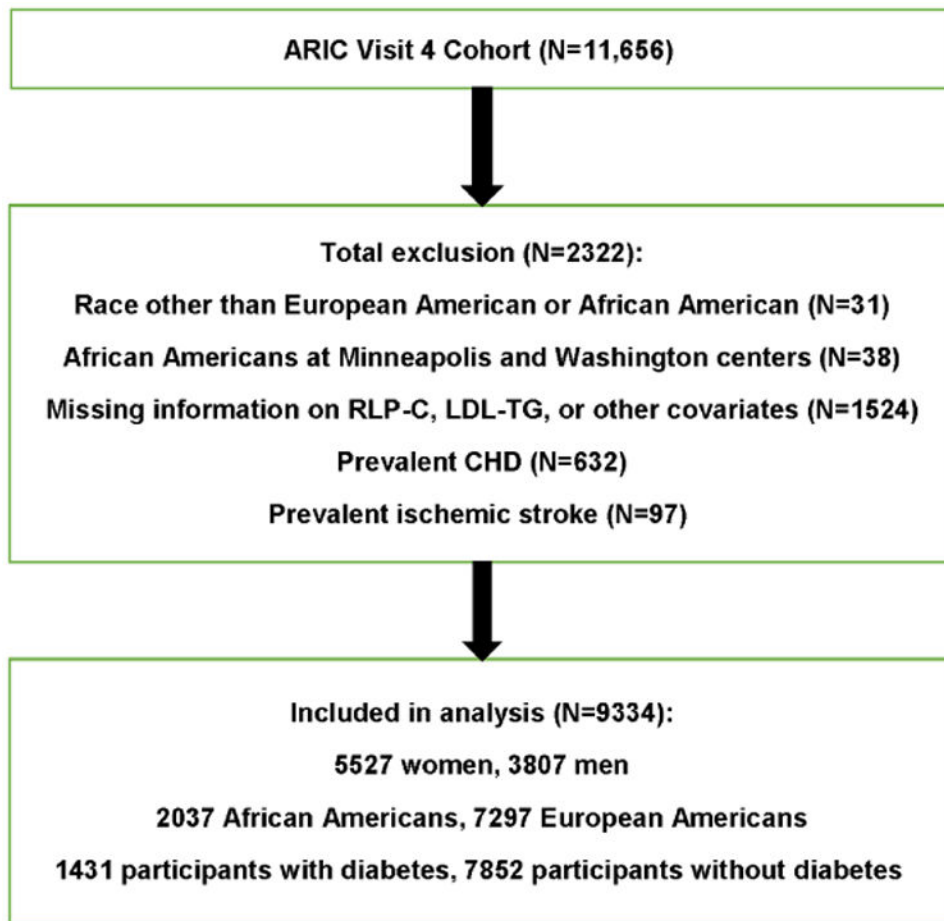 ARIC Visit 4 Cohort (N=11,656)
Total exclusion (N=2322):
Race other than European American or African American (N=31)
African Americans at Minneapolis and Washington centers (N=38)
Missing information on RLP-C, LDL-TG, or other covariates (N=1524)
Prevalent CHD (N=632)
Prevalent ischemic stroke (N=97)
Included in analysis (N=9334):
5527 women, 3807 men
2037 African Americans, 7297 European Americans
1431 participants with diabetes, 7852 participants without diabetes